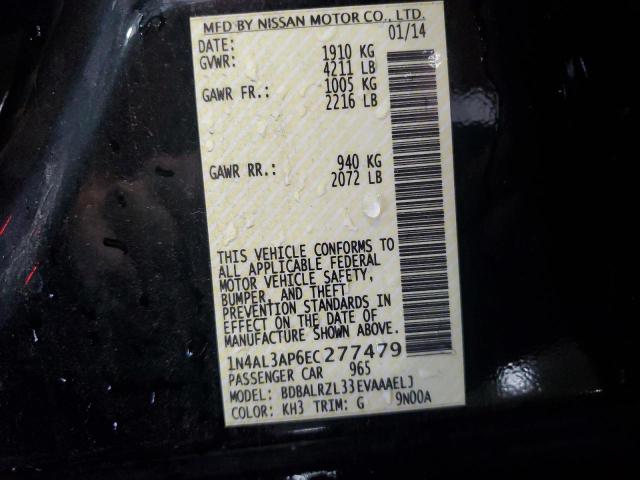 MFD BY NISSAN MOTOR CO., LTD.
DATE: 01/14
GVWR: 1910 KG
4211 LB
GAWR FR.: 1005 KG
2216 LB
GAWR RR.: 940 KG
2072 LB
THIS VEHICLE CONFORMS TO
ALL APPLICABLE FEDERAL
MOTOR VEHICLE SAFETY,
BUMPER, AND THEFT
PREVENTION STANDARDS IN
EFFECT ON THE DATE OF
MANUFACTURE SHOWN ABOVE.
1N4AL3AP6EC277479
PASSENGER CAR 965
MODEL: BDBALRZL33EVAAAELJ
COLOR: KH3 TRIM: G 9N00A